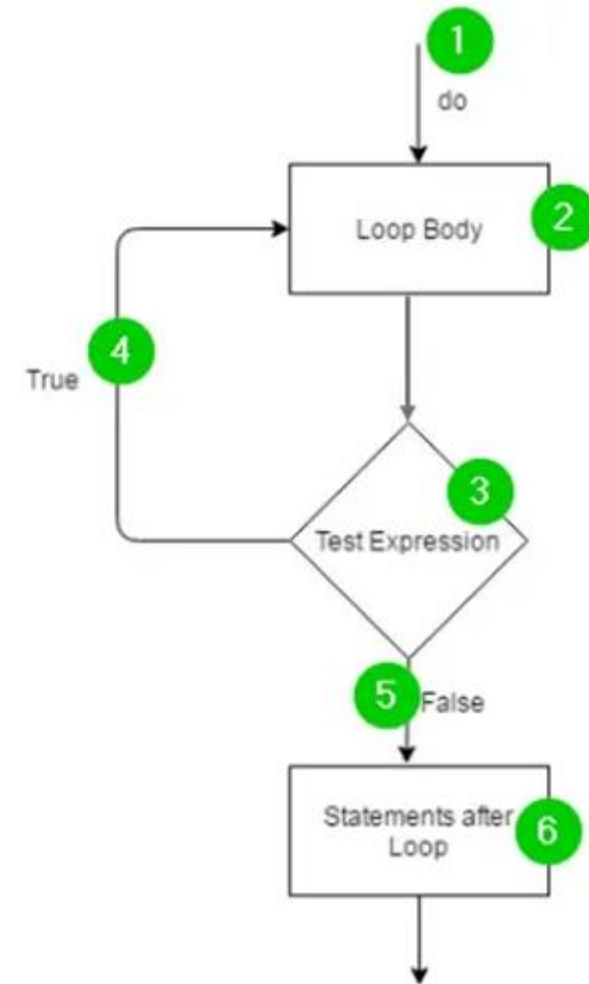 1
do
Loop Body
2
4
True
3
Test Expression
5
False
Statements after
Loop
6